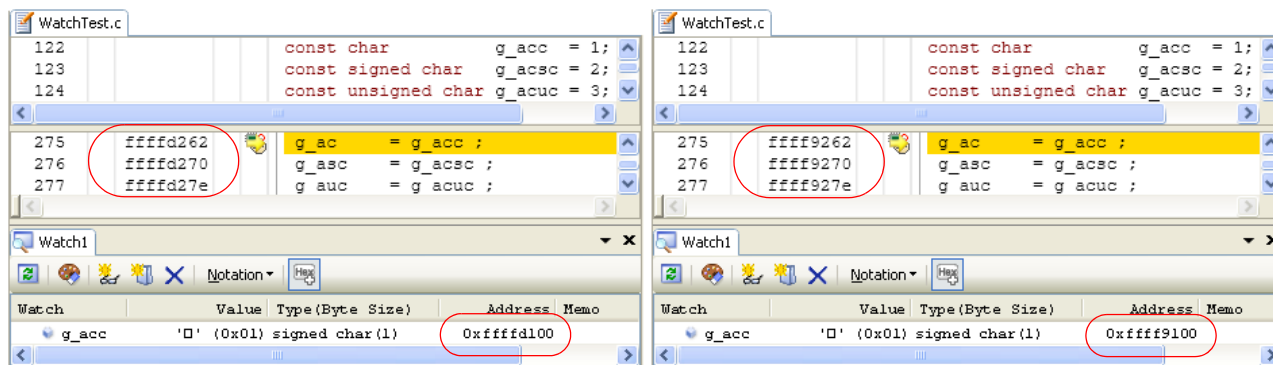 WatchTest.c
122 const char g_acc = 1;
123 const signed char g_acsc = 2;
124 const unsigned char g_acuc = 3;
275 ffffd262 g_ac = g_acc ;
276 ffffd270 g_asc = g_acsc ;
277 ffffd27e g_auc = g_acuc ;
Watch1
Notation Hex
Watch Value Type(Byte Size) Address Memo
g_acc '□' (0x01) signed char(1) 0xffffd100
WatchTest.c
122 const char g_acc = 1;
123 const signed char g_acsc = 2;
124 const unsigned char g_acuc = 3;
275 ffff9262 g_ac = g_acc ;
276 ffff9270 g_asc = g_acsc ;
277 ffff927e g_auc = g_acuc ;
Watch1
Notation Hex
Watch Value Type(Byte Size) Address Memo
g_acc '□' (0x01) signed char(1) 0xffff9100